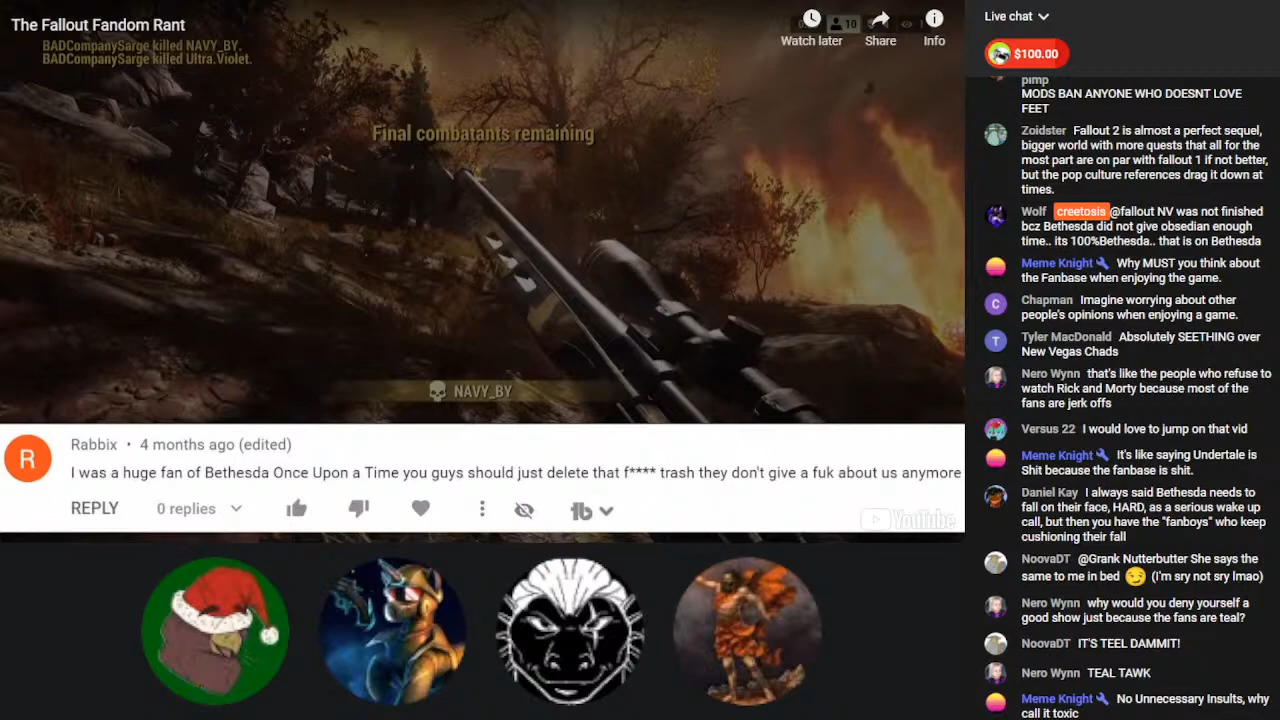 The Fallout Fandom Rant
BADCompanySarge killed NAVY_BY.
BADCompanySarge killed Ultra.Violet.
10
Watch later
Share
Info
Final combatants remaining
NAVY_BY
R
Rabbix • 4 months ago (edited)
I was a huge fan of Bethesda Once Upon a Time you guys should just delete that f**** trash they don't give a fuk about us anymore
REPLY 0 replies
YouTube
Live chat
$100.00
pimp
MODS BAN ANYONE WHO DOESNT LOVE
FEET
Zoidster Fallout 2 is almost a perfect sequel,
bigger world with more quests that all for the
most part are on par with fallout 1 if not better,
but the pop culture references drag it down at
times.
Wolf creetosis @fallout NV was not finished
bcz Bethesda did not give obsedian enough
time.. its 100%Bethesda.. that is on Bethesda
Meme Knight Why MUST you think about
the Fanbase when enjoying the game.
C
Chapman Imagine worrying about other
people's opinions when enjoying a game.
T
Tyler MacDonald Absolutely SEETHING over
New Vegas Chads
Nero Wynn that's like the people who refuse to
watch Rick and Morty because most of the
fans are jerk offs
Versus 22 I would love to jump on that vid
Meme Knight It's like saying Undertale is
Shit because the fanbase is shit.
Daniel Kay I always said Bethesda needs to
fall on their face, HARD, as a serious wake up
call, but then you have the "fanboys" who keep
cushioning their fall
NoovaDT @Grank Nutterbutter She says the
same to me in bed 😏 (I'm sry not sry lmao)
Nero Wynn why would you deny yourself a
good show just because the fans are teal?
NoovaDT IT'S TEEL DAMMIT!
Nero Wynn TEAL TAWK
Meme Knight No Unnecessary Insults, why
call it toxic